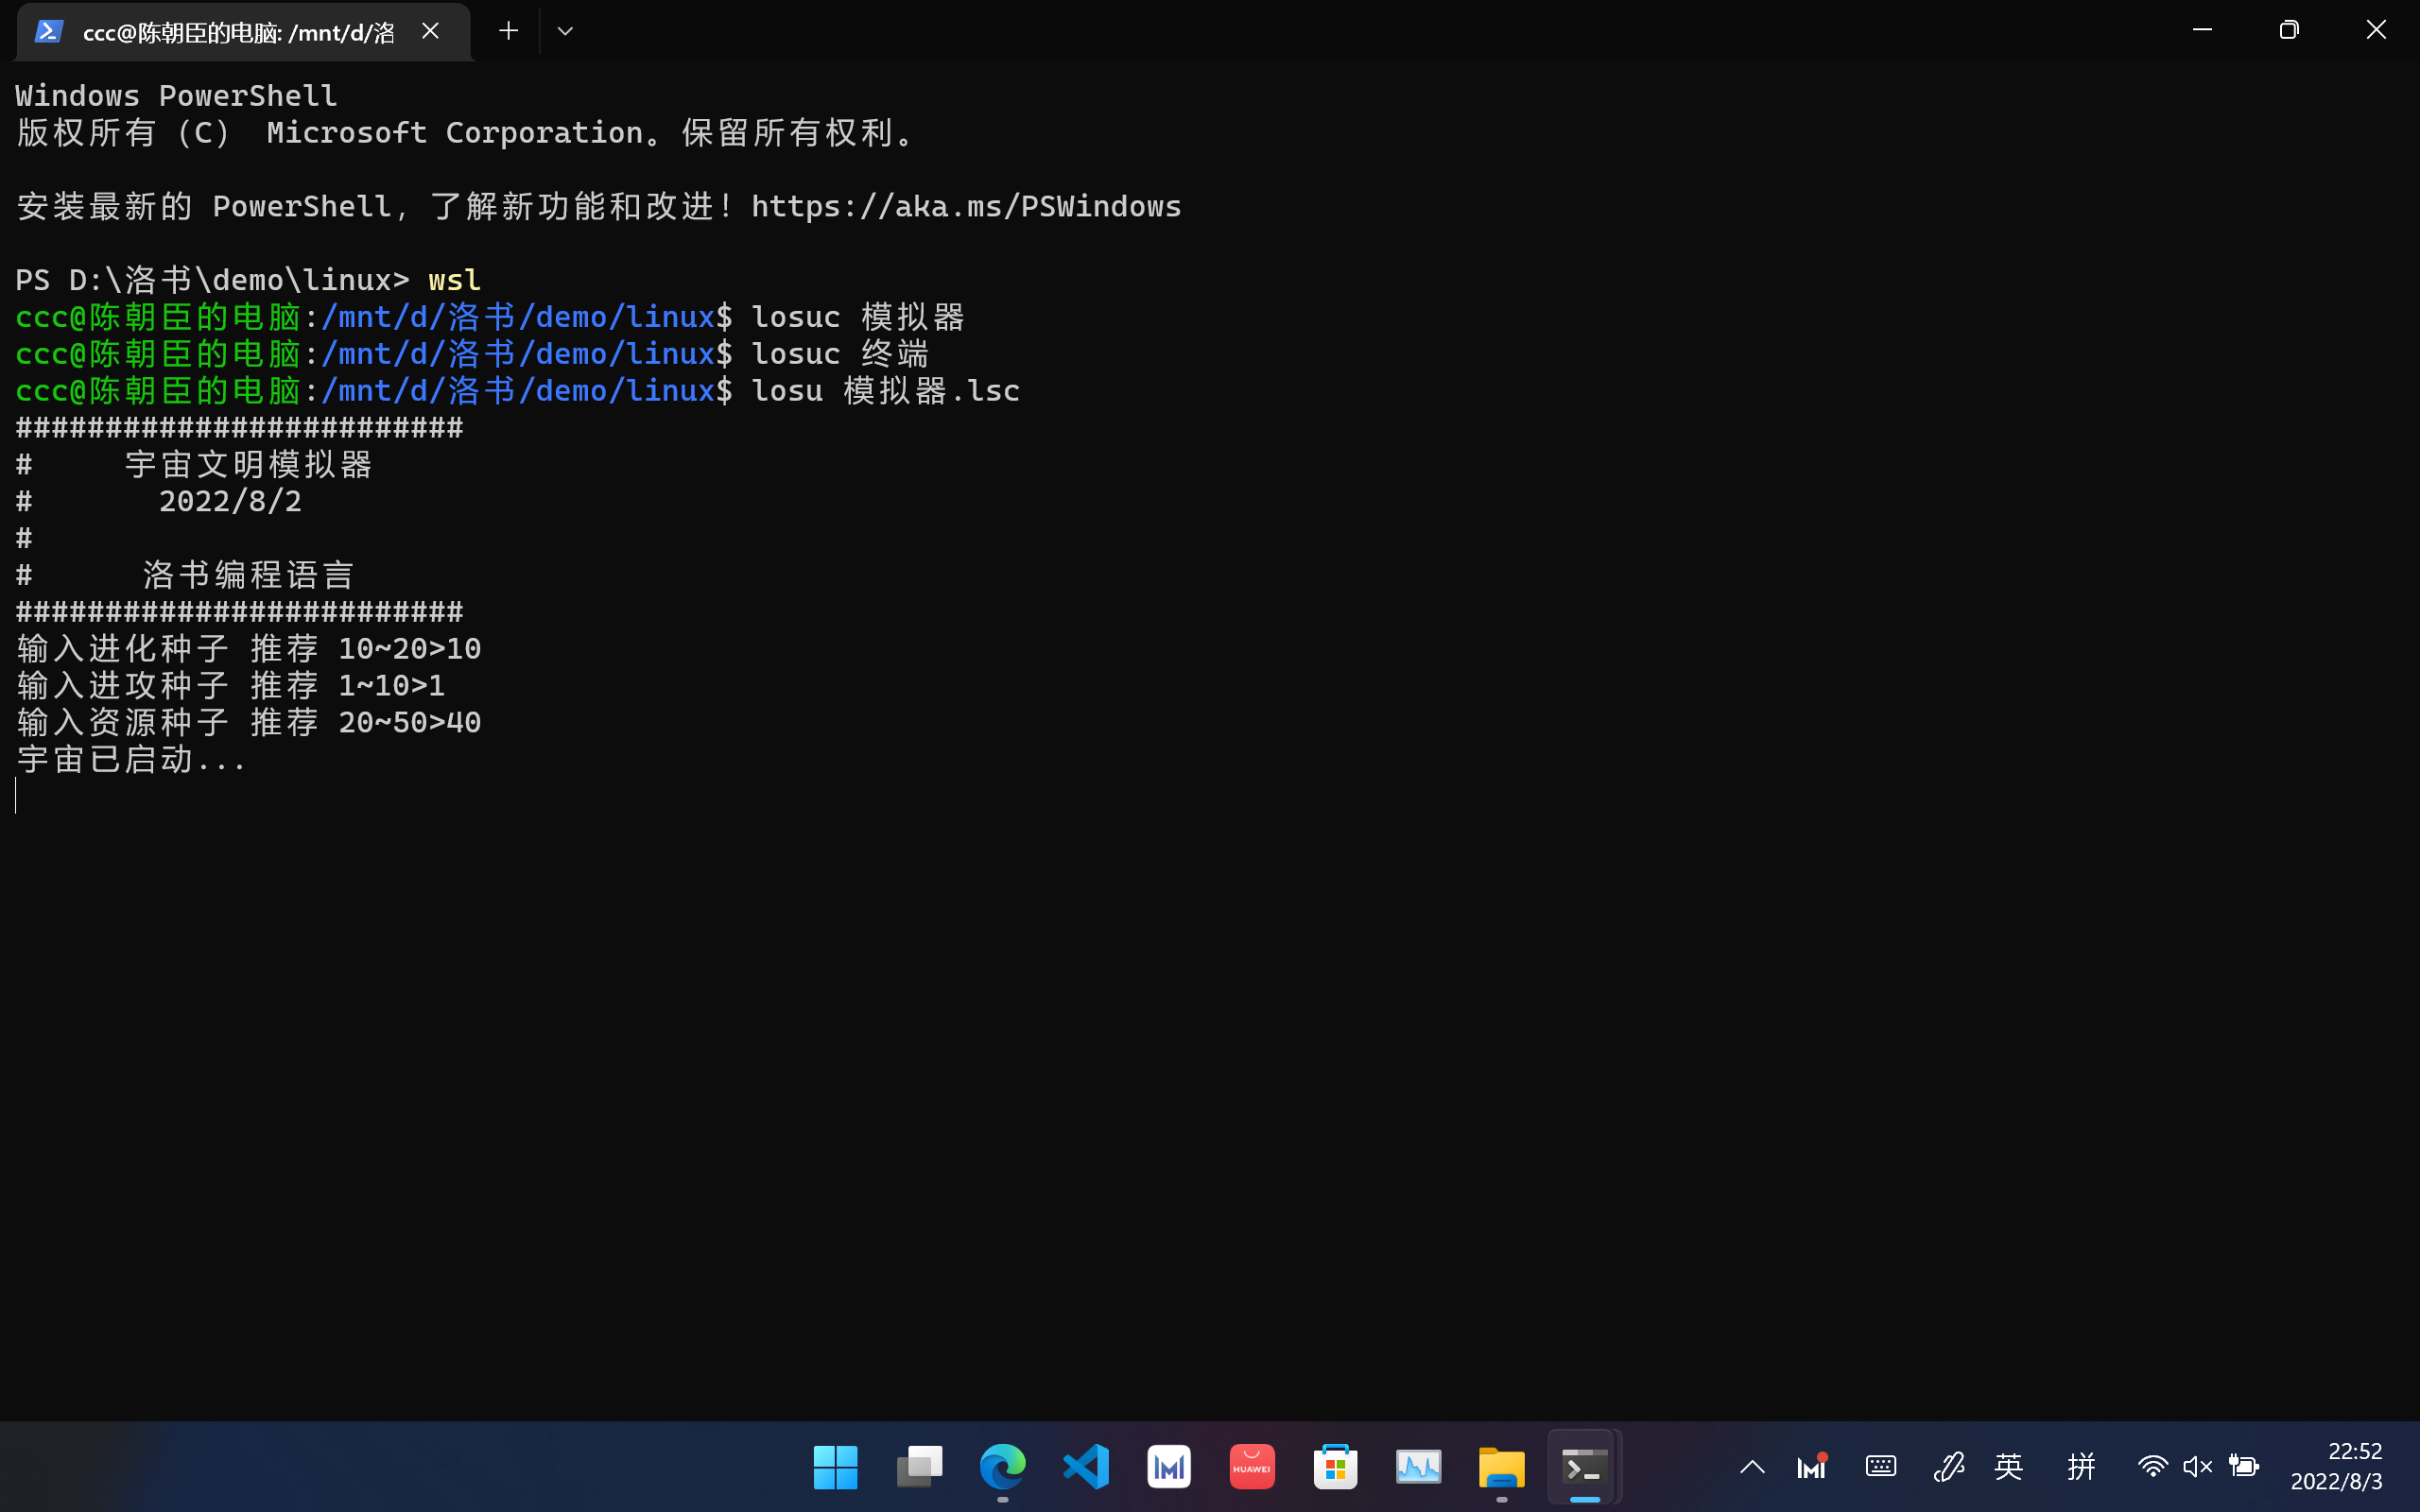 ccc@陈朝臣的电脑: /mnt/d/洛
Windows PowerShell
版权所有 (C) Microsoft Corporation。保留所有权利。
安装最新的 PowerShell，了解新功能和改进！https://aka.ms/PSWindows
PS D:\洛书\demo\linux> wsl
ccc@陈朝臣的电脑:/mnt/d/洛书/demo/linux$ losuc 模拟器
ccc@陈朝臣的电脑:/mnt/d/洛书/demo/linux$ losuc 终端
ccc@陈朝臣的电脑:/mnt/d/洛书/demo/linux$ losu 模拟器.lsc
#########################
# 宇宙文明模拟器
# 2022/8/2
#
# 洛书编程语言
#########################
输入进化种子 推荐 10~20>10
输入进攻种子 推荐 1~10>1
输入资源种子 推荐 20~50>40
宇宙已启动...
HUAWEI
英 拼
22:52
2022/8/3